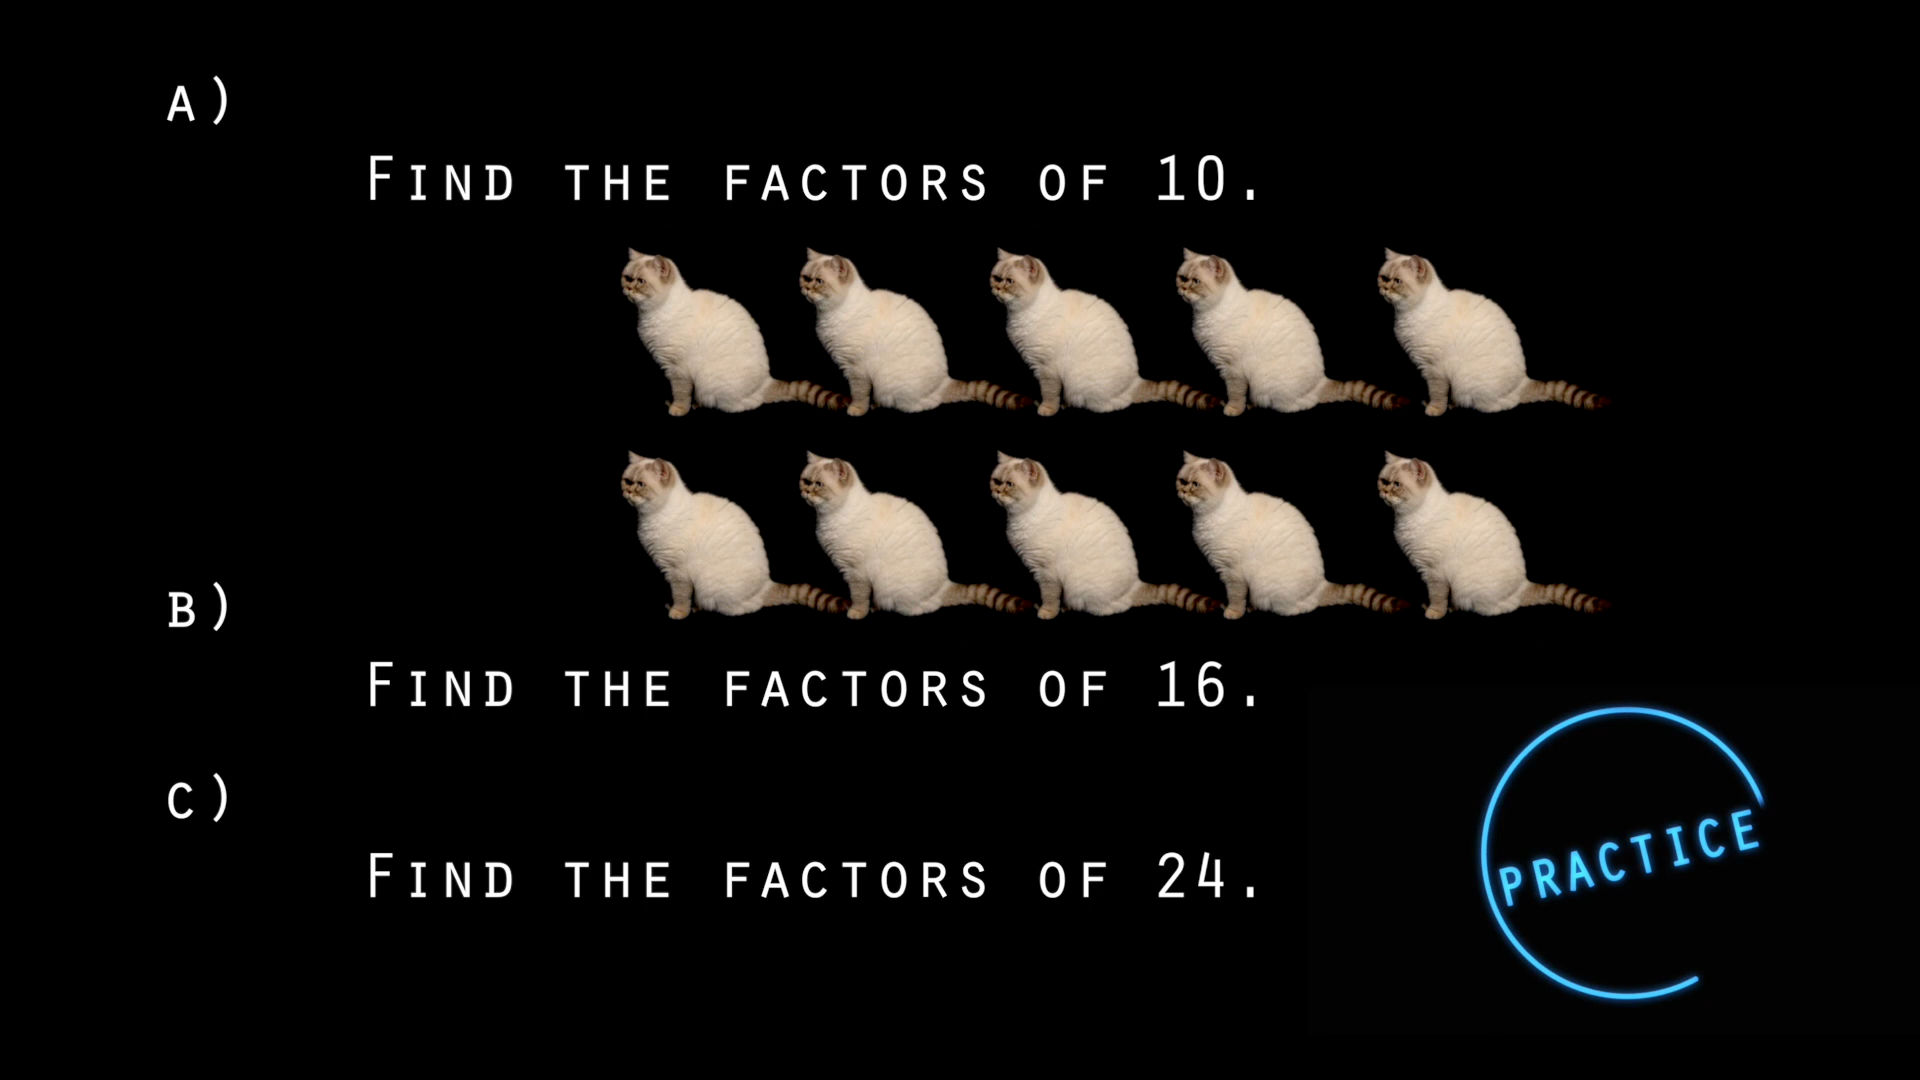 A)
Find the factors of 10.
B)
Find the factors of 16.
C)
Find the factors of 24.
PRACTICE